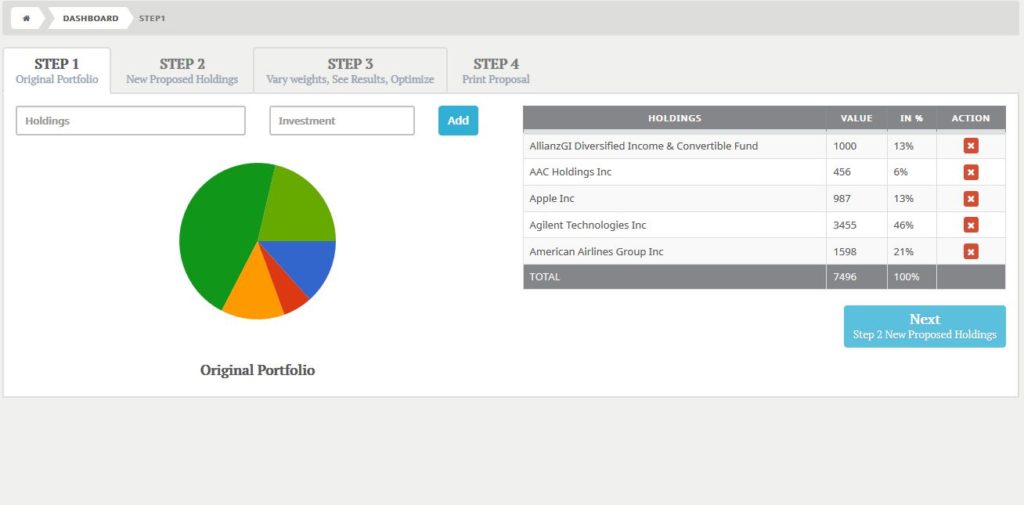 DASHBOARD STEP1
STEP 1 STEP 2 STEP 3 STEP 4
Original Portfolio New Proposed Holdings Vary weights, See Results, Optimize Print Proposal
Holdings Investment Add
HOLDINGS VALUE IN % ACTION
AllianzGI Diversified Income & Convertible Fund 1000 13%
AAC Holdings Inc 456 6%
Apple Inc 987 13%
Agilent Technologies Inc 3455 46%
American Airlines Group Inc 1598 21%
TOTAL 7496 100%
Next
Step 2 New Proposed Holdings
Original Portfolio